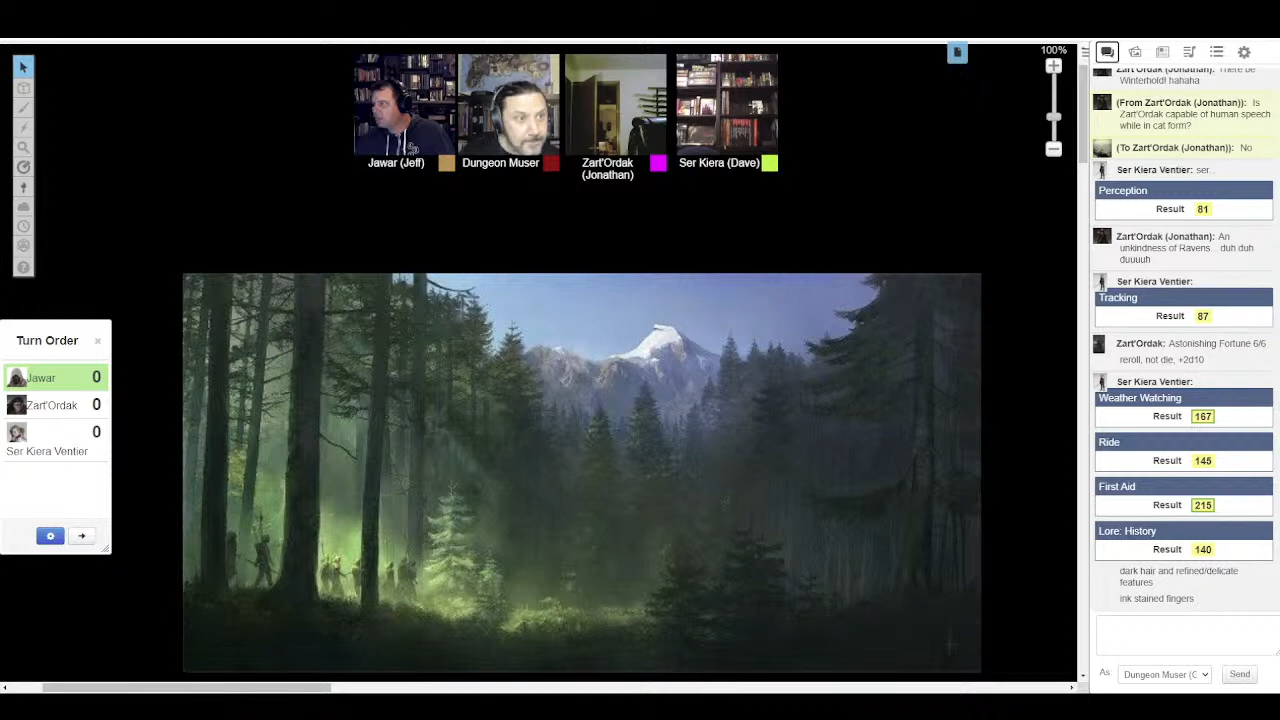 100%
Jawar (Jeff)
Dungeon Muser
Zart'Ordak
(Jonathan)
Ser Kiera (Dave)
Turn Order
×
Jawar 0
Zart'Ordak 0
0
Ser Kiera Ventier
Zart'Ordak (Jonathan): There be
Winterhold! hahaha
(From Zart'Ordak (Jonathan)): Is
Zart'Ordak capable of human speech
while in cat form?
(To Zart'Ordak (Jonathan)): No
Ser Kiera Ventier: ser...
Perception
Result 81
Zart'Ordak (Jonathan): An
unkindness of Ravens... duh duh
duuuuh
Ser Kiera Ventier:
Tracking
Result 87
Zart'Ordak: Astonishing Fortune 6/6
reroll, not die, +2d10
Ser Kiera Ventier:
Weather Watching
Result 167
Ride
Result 145
First Aid
Result 215
Lore: History
Result 140
dark hair and refined/delicate
features
ink stained fingers
As: Dungeon Muser (G
Send